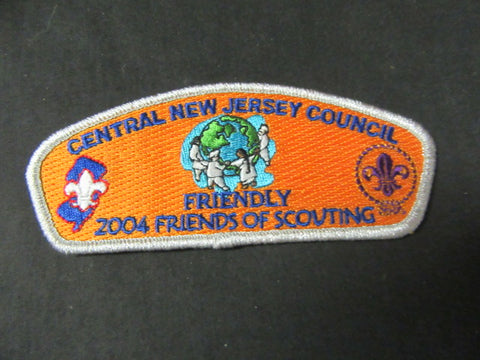 CENTRAL NEW JERSEY COUNCIL
FRIENDLY
2004 FRIENDS OF SCOUTING